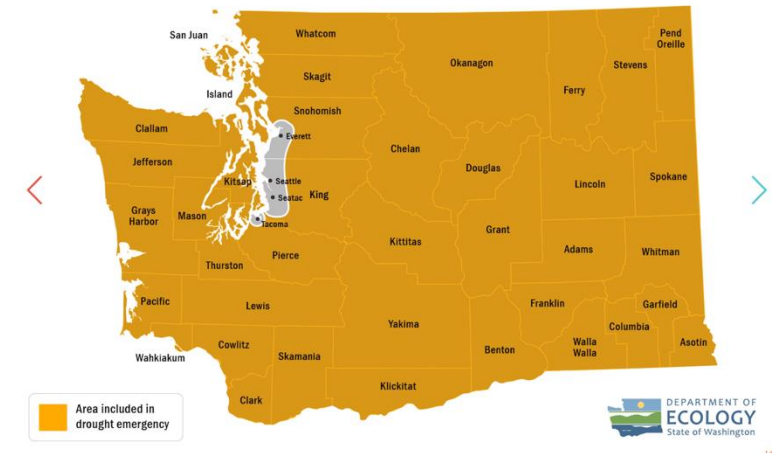 San Juan
Whatcom
Pend
Oreille
Okanagon
Stevens
Skagit
Ferry
Island
Snohomish
Clallam
Everett
Chelan
Jefferson
Douglas
Kitsap
Seattle
Lincoln
Spokane
Seatac
King
Grays
Harbor
Mason
Tacoma
Grant
Kittitas
Adams
Whitman
Pierce
Thurston
Pacific
Lewis
Franklin
Garfield
Yakima
Columbia
Walla
Walla
Asotin
Cowlitz
Benton
Wahkiakum
Skamania
Klickitat
Clark
Area included in
drought emergency
DEPARTMENT OF
ECOLOGY
State of Washington